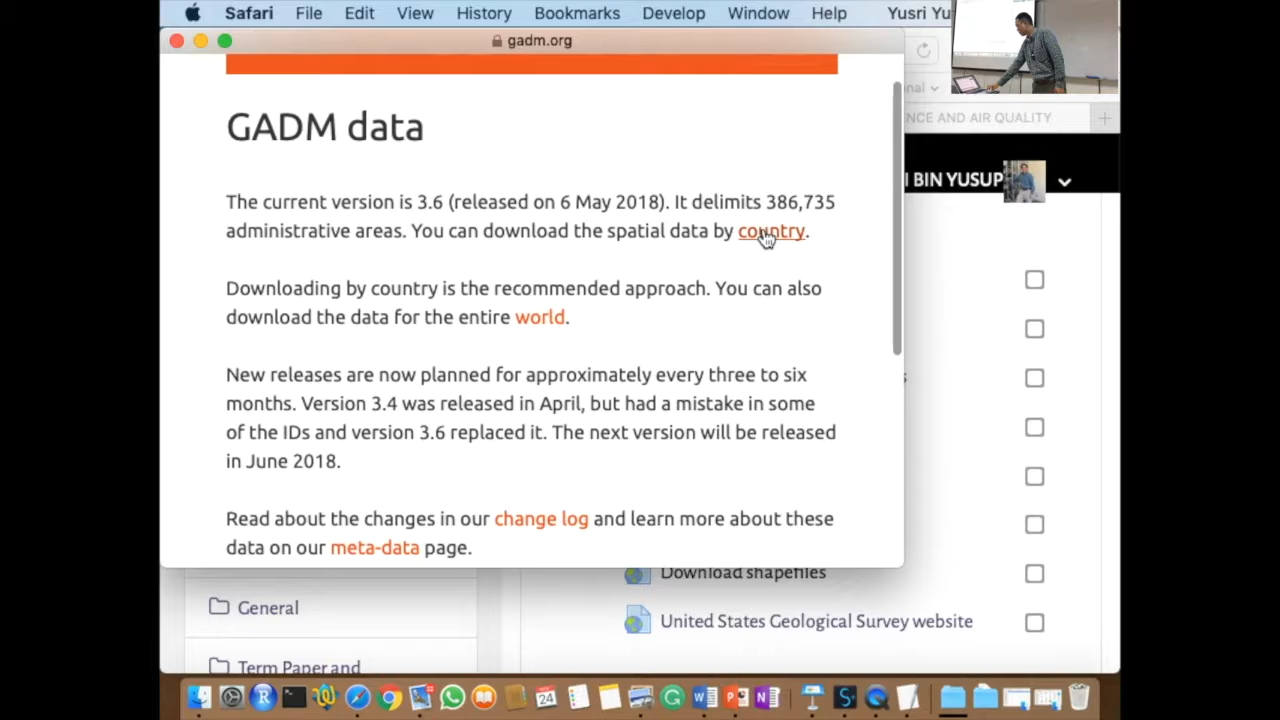 Safari File Edit View History Bookmarks Develop Window Help Yusri Yu
gadm.org
GADM data
The current version is 3.6 (released on 6 May 2018). It delimits 386,735
administrative areas. You can download the spatial data by country.
Downloading by country is the recommended approach. You can also
download the data for the entire world.
New releases are now planned for approximately every three to six
months. Version 3.4 was released in April, but had a mistake in some
of the IDs and version 3.6 replaced it. The next version will be released
in June 2018.
Read about the changes in our change log and learn more about these
data on our meta-data page.
nal
NCE AND AIR QUALITY
I BIN YUSUP
s
Download shapefiles
United States Geological Survey website
General
Term Paper and
24